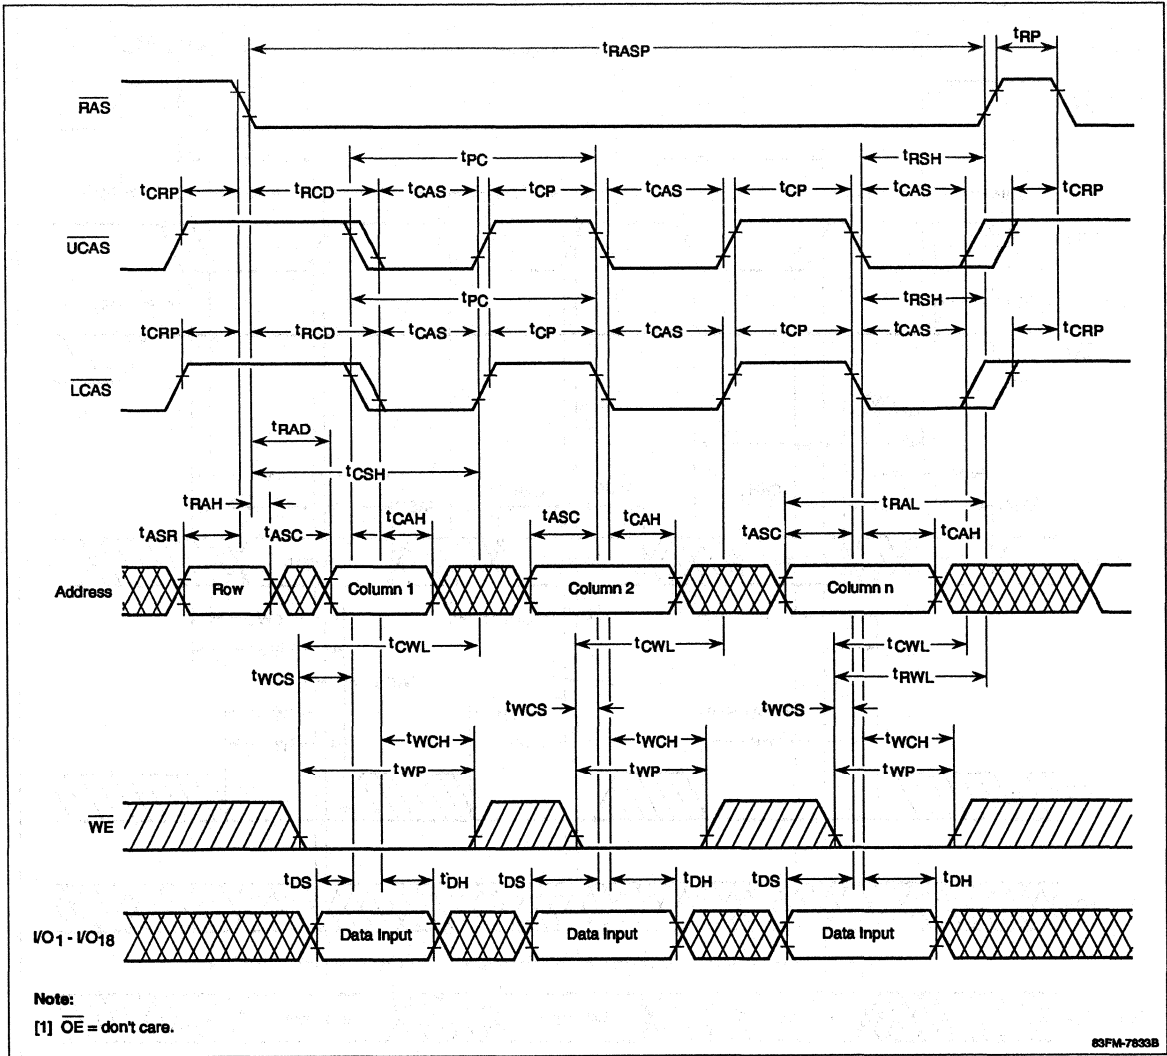 tRASP tRP
RAS
tPC tRSH
tCRP tRCD tCAS tCP tCAS tCP tCAS tCRP
UCAS
tPC tRSH
tCRP tRCD tCAS tCP tCAS tCP tCAS tCRP
LCAS
tRAD
tCSH
tRAH tRAL
tASR tASC tCAH tASC tCAH tASC tCAH
Address Row Column 1 Column 2 Column n
tCWL tCWL tCWL
tWCS tRWL
tWCS tWCS
tWCH tWCH tWCH
tWP tWP tWP
WE
tDS tDH tDS tDH tDS tDH
I/O1 - I/O18 Data Input Data Input Data Input
Note:
[1] OE = don't care.
83FM-7833B